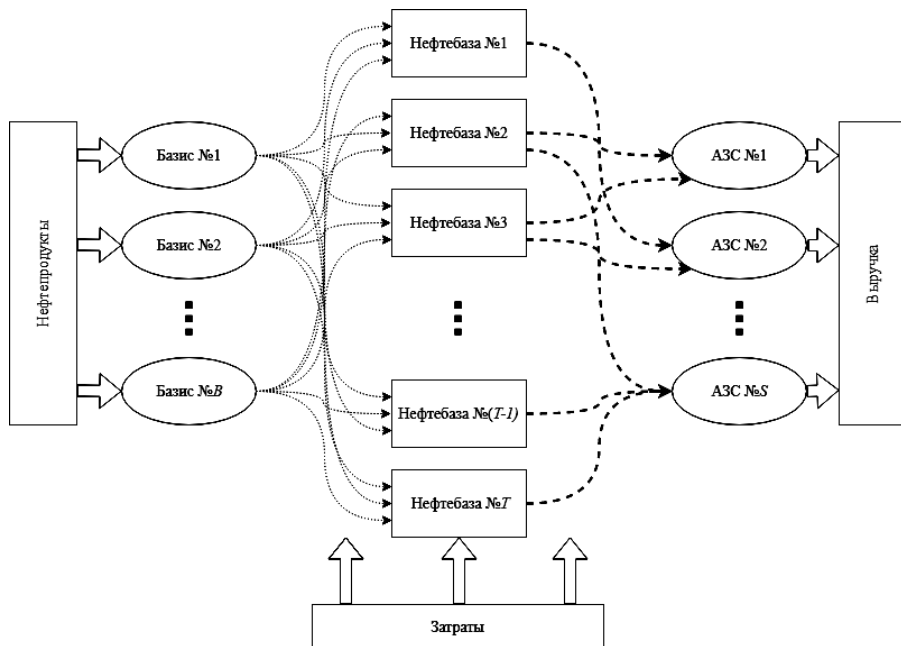 Нефтепродукты
Базис №1
Базис №2
Базис №B
Нефтебаза №1
Нефтебаза №2
Нефтебаза №3
Нефтебаза №(T-1)
Нефтебаза №T
АЗС №1
АЗС №2
АЗС №S
Выручка
Затраты